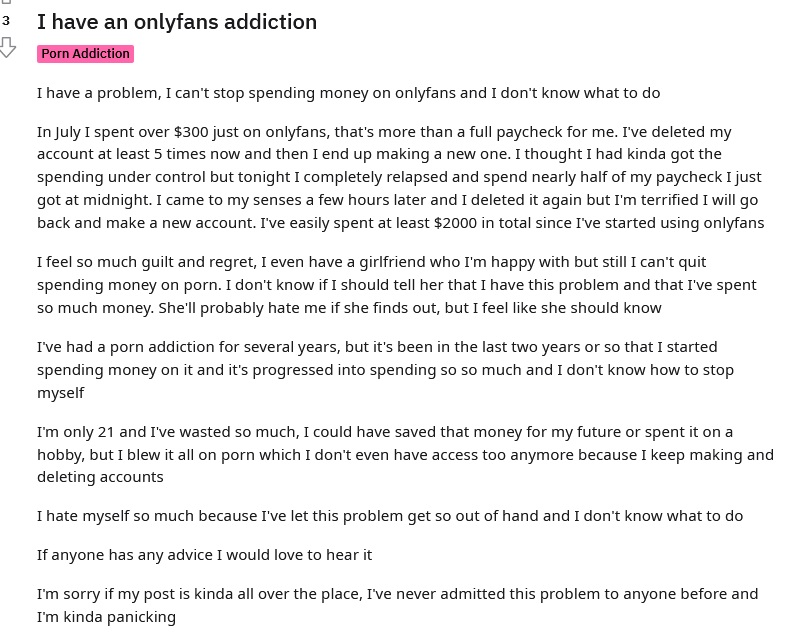 3
I have an onlyfans addiction
Porn Addiction
I have a problem, I can't stop spending money on onlyfans and I don't know what to do
In July I spent over $300 just on onlyfans, that's more than a full paycheck for me. I've deleted my
account at least 5 times now and then I end up making a new one. I thought I had kinda got the
spending under control but tonight I completely relapsed and spend nearly half of my paycheck I just
got at midnight. I came to my senses a few hours later and I deleted it again but I'm terrified I will go
back and make a new account. I've easily spent at least $2000 in total since I've started using onlyfans
I feel so much guilt and regret, I even have a girlfriend who I'm happy with but still I can't quit
spending money on porn. I don't know if I should tell her that I have this problem and that I've spent
so much money. She'll probably hate me if she finds out, but I feel like she should know
I've had a porn addiction for several years, but it's been in the last two years or so that I started
spending money on it and it's progressed into spending so so much and I don't know how to stop
myself
I'm only 21 and I've wasted so much, I could have saved that money for my future or spent it on a
hobby, but I blew it all on porn which I don't even have access too anymore because I keep making and
deleting accounts
I hate myself so much because I've let this problem get so out of hand and I don't know what to do
If anyone has any advice I would love to hear it
I'm sorry if my post is kinda all over the place, I've never admitted this problem to anyone before and
I'm kinda panicking